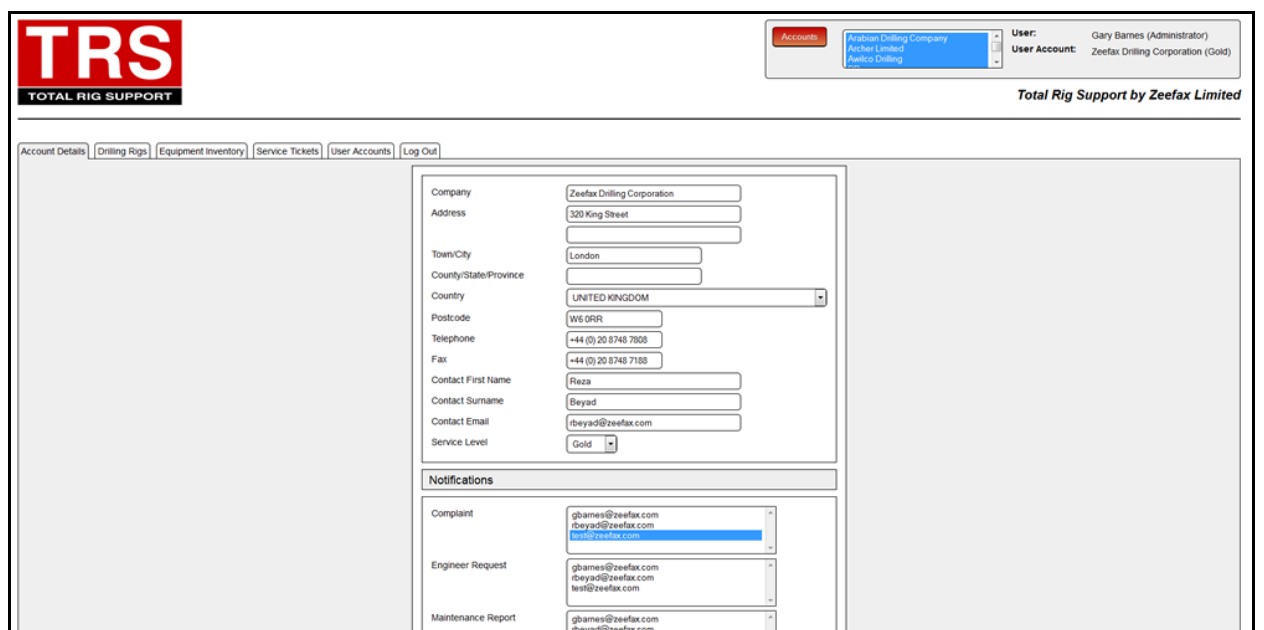 TRS
TOTAL RIG SUPPORT
Accounts
Arabian Drilling Company
Archer Limited
Awilco Drilling
User: Gary Barnes (Administrator)
User Account: Zeefax Drilling Corporation (Gold)
Total Rig Support by Zeefax Limited
Account Details Drilling Rigs Equipment Inventory Service Tickets User Accounts Log Out
Company Zeefax Drilling Corporation
Address 320 King Street
Town/City London
County/State/Province
Country UNITED KINGDOM
Postcode W6 0RR
Telephone +44 (0) 20 8748 7808
Fax +44 (0) 20 8748 7188
Contact First Name Reza
Contact Surname Beyad
Contact Email rbeyad@zeefax.com
Service Level Gold
Notifications
Complaint gbarnes@zeefax.com
rbeyad@zeefax.com
test@zeefax.com
Engineer Request gbarnes@zeefax.com
rbeyad@zeefax.com
test@zeefax.com
Maintenance Report gbarnes@zeefax.com
rbeyad@zeefax.com